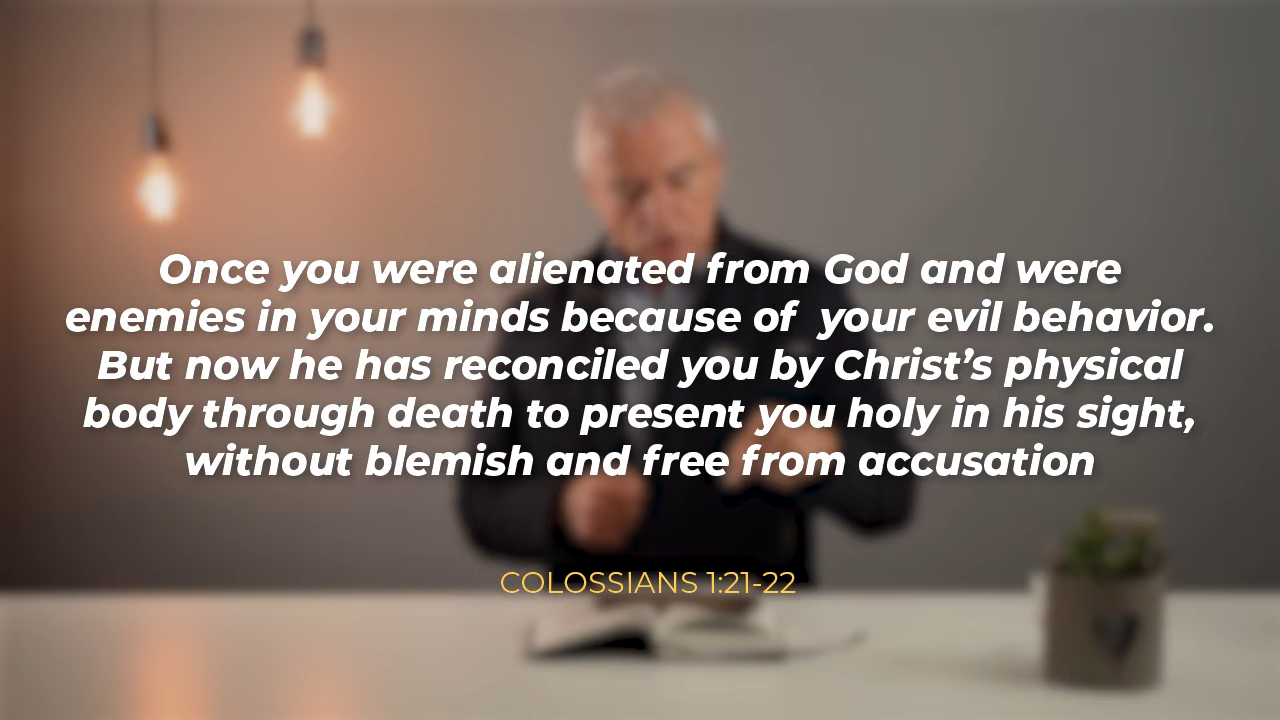 Once you were alienated from God and were
enemies in your minds because of  your evil behavior.
But now he has reconciled you by Christ’s physical
body through death to present you holy in his sight,
without blemish and free from accusation
COLOSSIANS 1:21-22